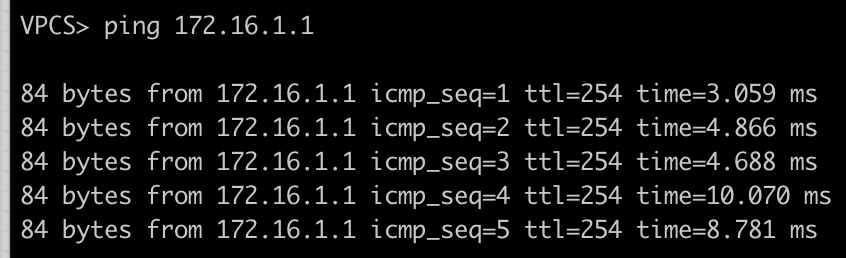 VPCS> ping 172.16.1.1
84 bytes from 172.16.1.1 icmp_seq=1 ttl=254 time=3.059 ms
84 bytes from 172.16.1.1 icmp_seq=2 ttl=254 time=4.866 ms
84 bytes from 172.16.1.1 icmp_seq=3 ttl=254 time=4.688 ms
84 bytes from 172.16.1.1 icmp_seq=4 ttl=254 time=10.070 ms
84 bytes from 172.16.1.1 icmp_seq=5 ttl=254 time=8.781 ms